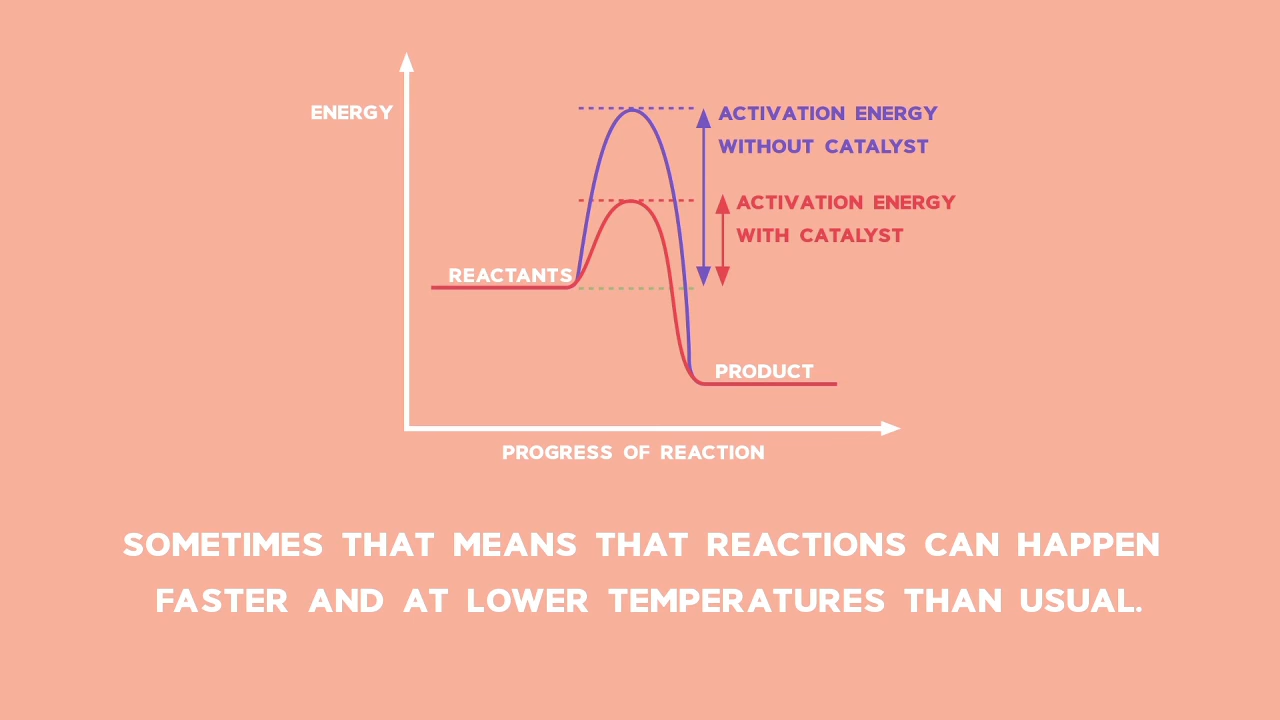 ENERGY
ACTIVATION ENERGY
WITHOUT CATALYST
ACTIVATION ENERGY
WITH CATALYST
REACTANTS
PRODUCT
PROGRESS OF REACTION
SOMETIMES THAT MEANS THAT REACTIONS CAN HAPPEN
FASTER AND AT LOWER TEMPERATURES THAN USUAL.